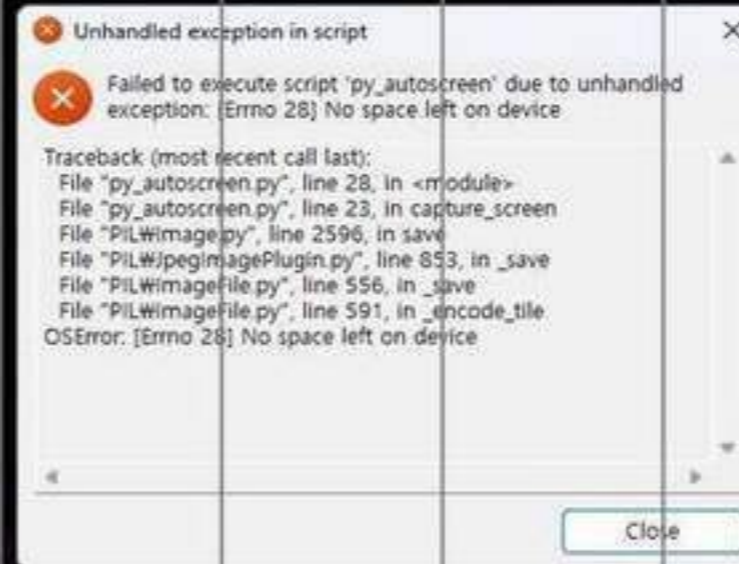 Unhandled exception in script
Failed to execute script 'py_autoscreen' due to unhandled
exception: [Errno 28] No space left on device
Traceback (most recent call last):
File "py_autoscreen.py", line 28, in <module>
File "py_autoscreen.py", line 23, in capture_screen
File "PIL₩Image.py", line 2596, in save
File "PIL₩JpegImagePlugin.py", line 853, in _save
File "PIL₩ImageFile.py", line 556, in _save
File "PIL₩ImageFile.py", line 591, in _encode_tile
OSError: [Errno 28] No space left on device
Close